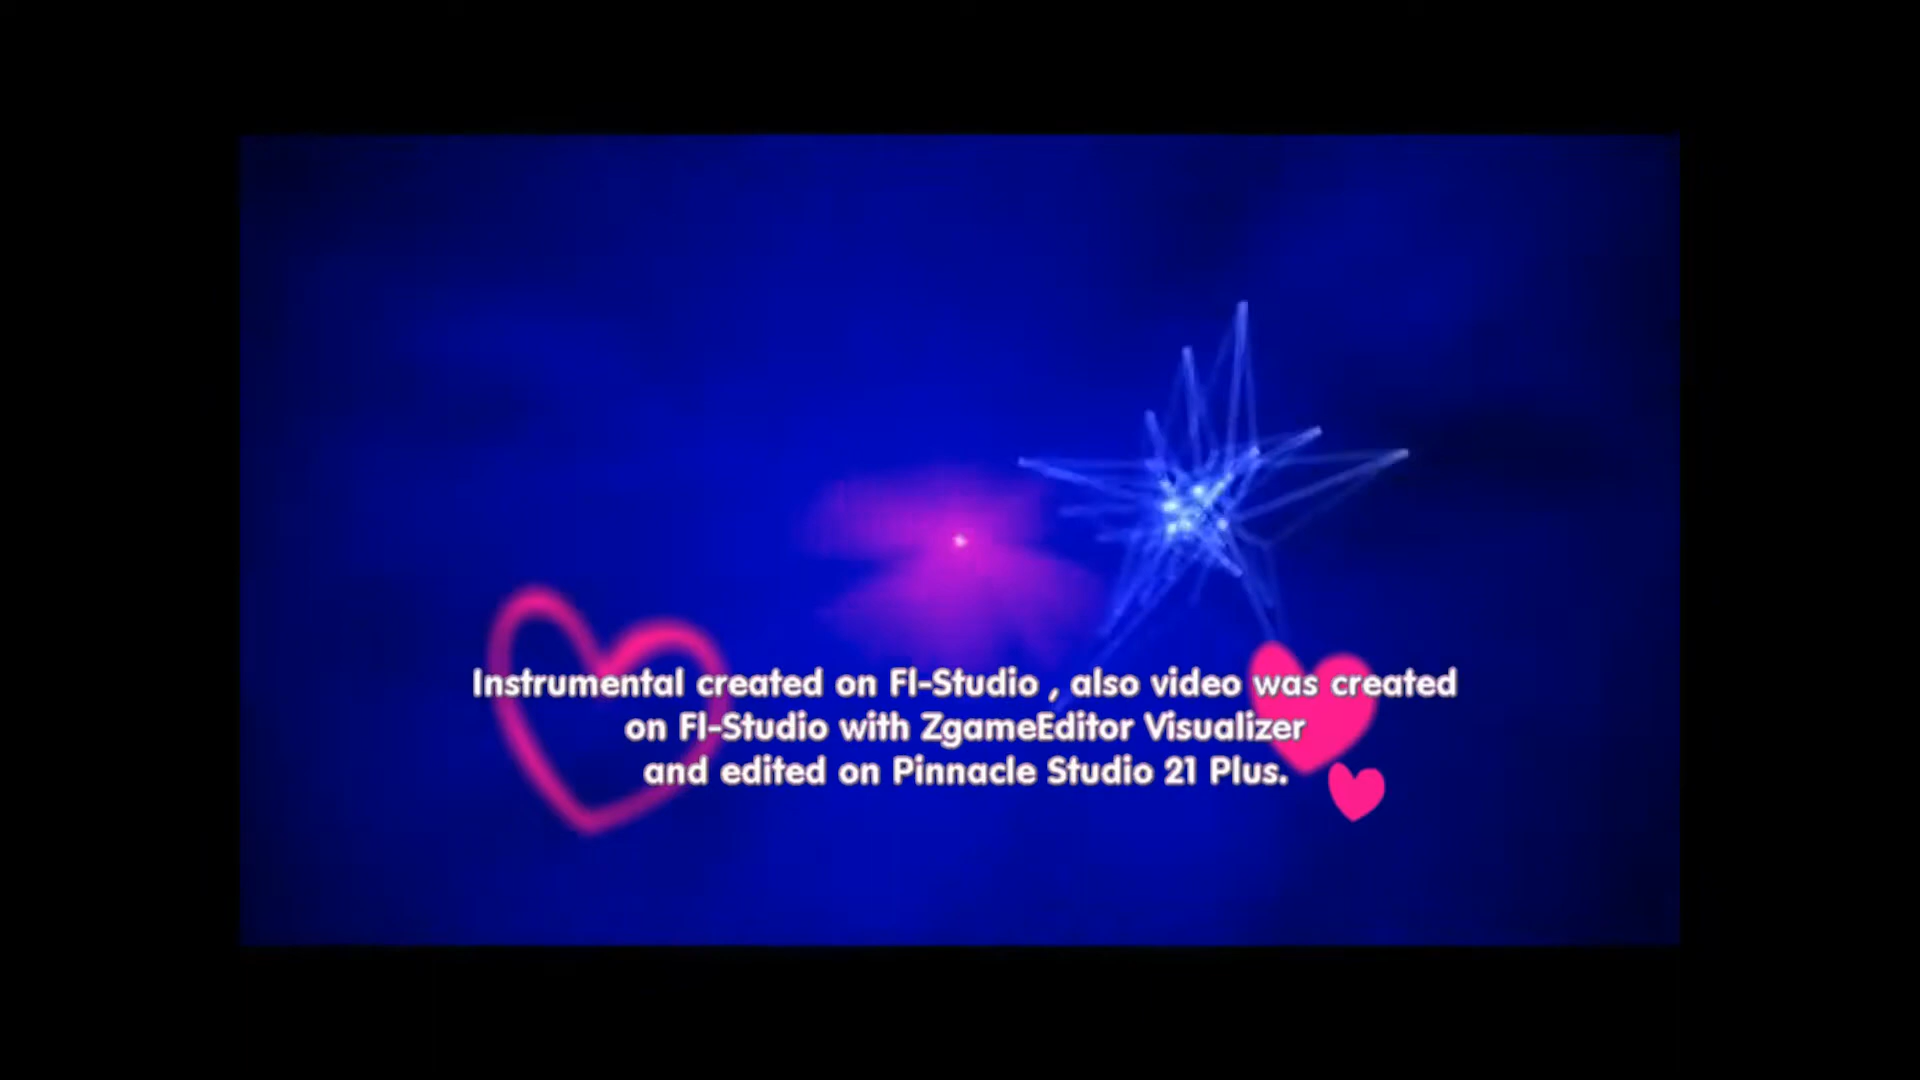 Instrumental created on Fl-Studio , also video was created
on Fl-Studio with ZgameEditor Visualizer
and edited on Pinnacle Studio 21 Plus.